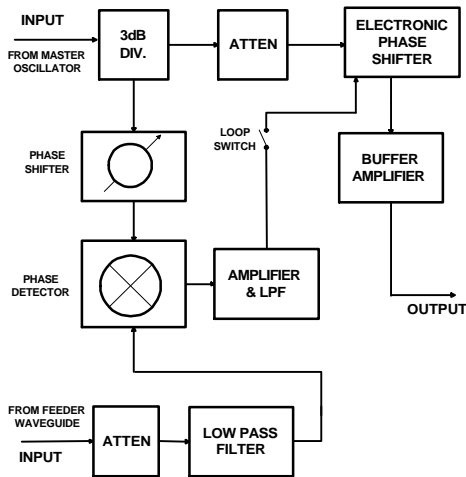 INPUT
FROM MASTER
OSCILLATOR
3dB
DIV.
ATTEN
ELECTRONIC
PHASE
SHIFTER
LOOP
SWITCH
PHASE
SHIFTER
BUFFER
AMPLIFIER
PHASE
DETECTOR
AMPLIFIER
& LPF
OUTPUT
FROM FEEDER
WAVEGUIDE
INPUT
ATTEN
LOW PASS
FILTER